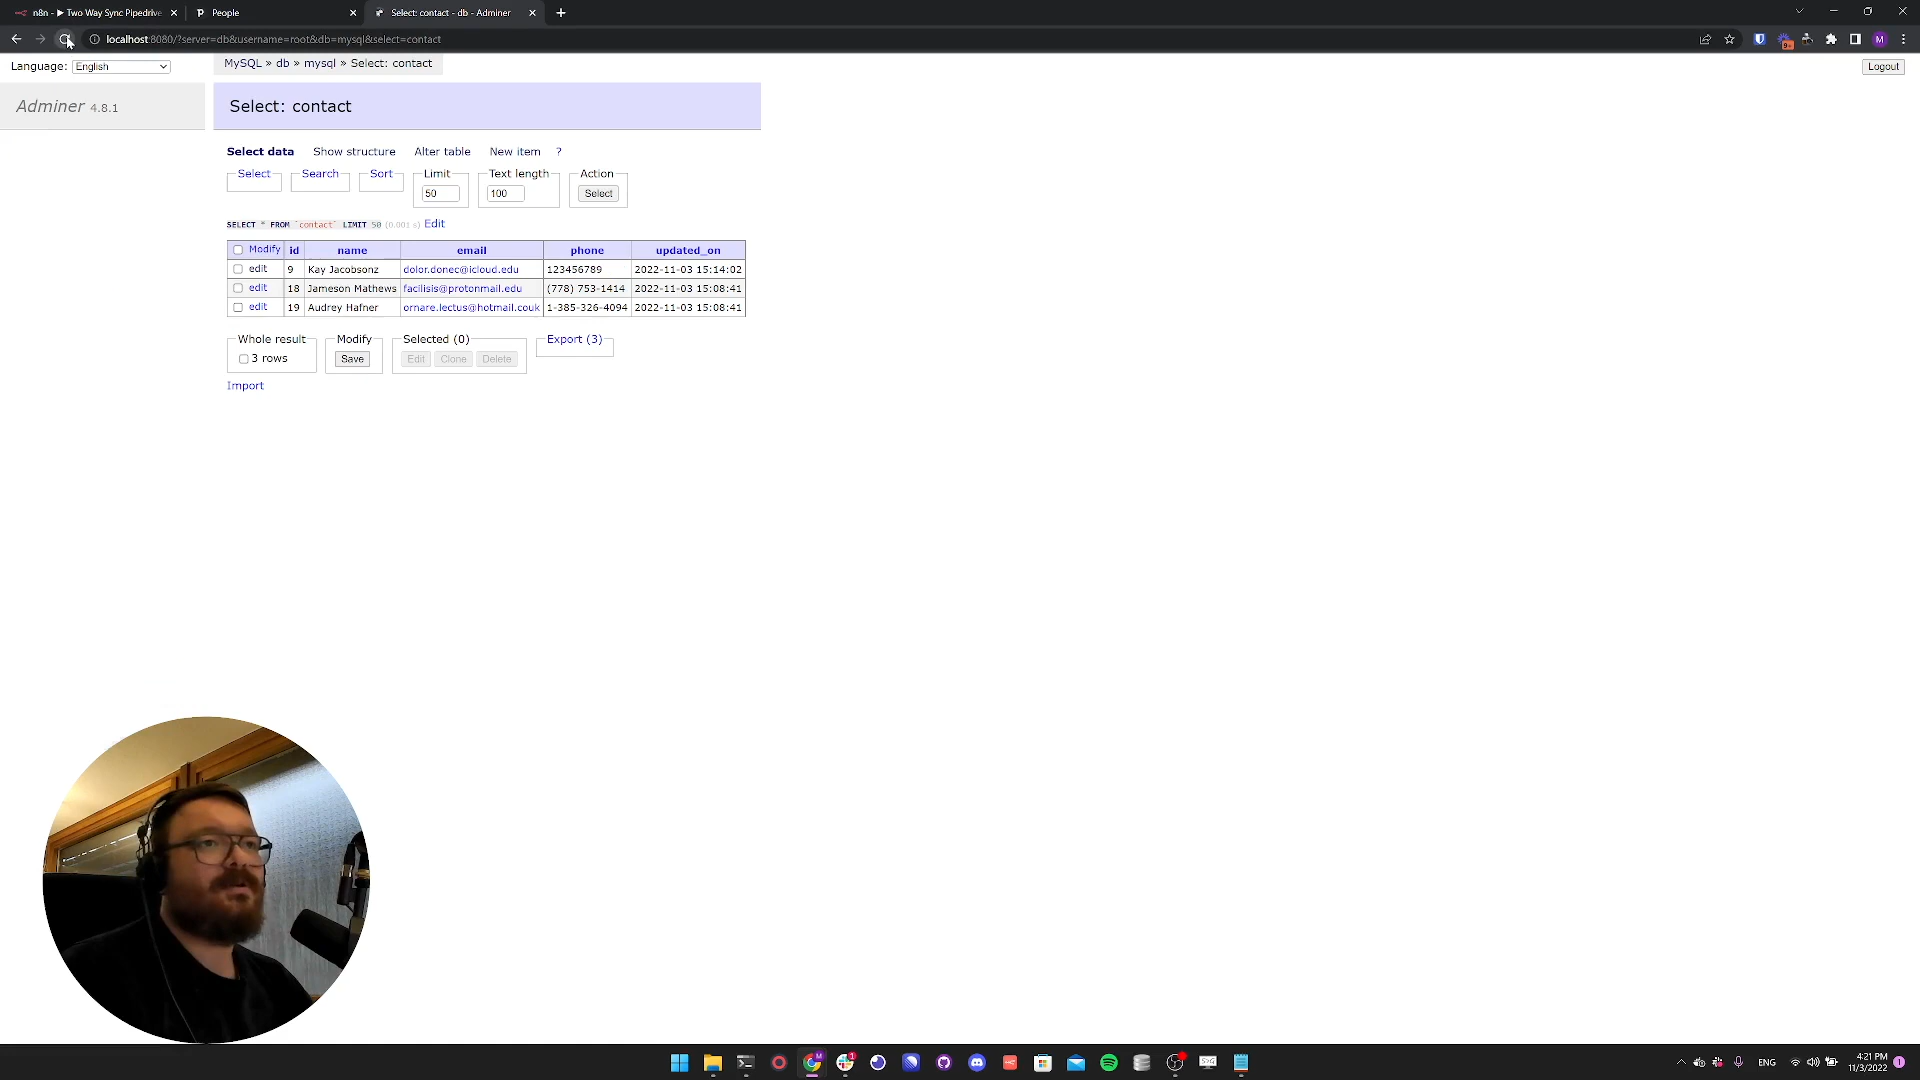 n8n - ▶ Two Way Sync Pipedrive
People
Select: contact - db - Adminer
localhost:8080/?server=db&username=root&db=mysql&select=contact
9+
M
Language: English
MySQL » db » mysql » Select: contact
Logout
Adminer 4.8.1
Select: contact
Select data Show structure Alter table New item ?
Select Search Sort Limit Text length Action
50 100 Select
SELECT * FROM `contact` LIMIT 50 (0.001 s) Edit
Modify id name email phone updated_on
edit 9 Kay Jacobsonz dolor.donec@icloud.edu 123456789 2022-11-03 15:14:02
edit 18 Jameson Mathews facilisis@protonmail.edu (778) 753-1414 2022-11-03 15:08:41
edit 19 Audrey Hafner ornare.lectus@hotmail.couk 1-385-326-4094 2022-11-03 15:08:41
Whole result Modify Selected (0) Export (3)
3 rows Save Edit Clone Delete
Import
ENG
4:21 PM
11/3/2022
1